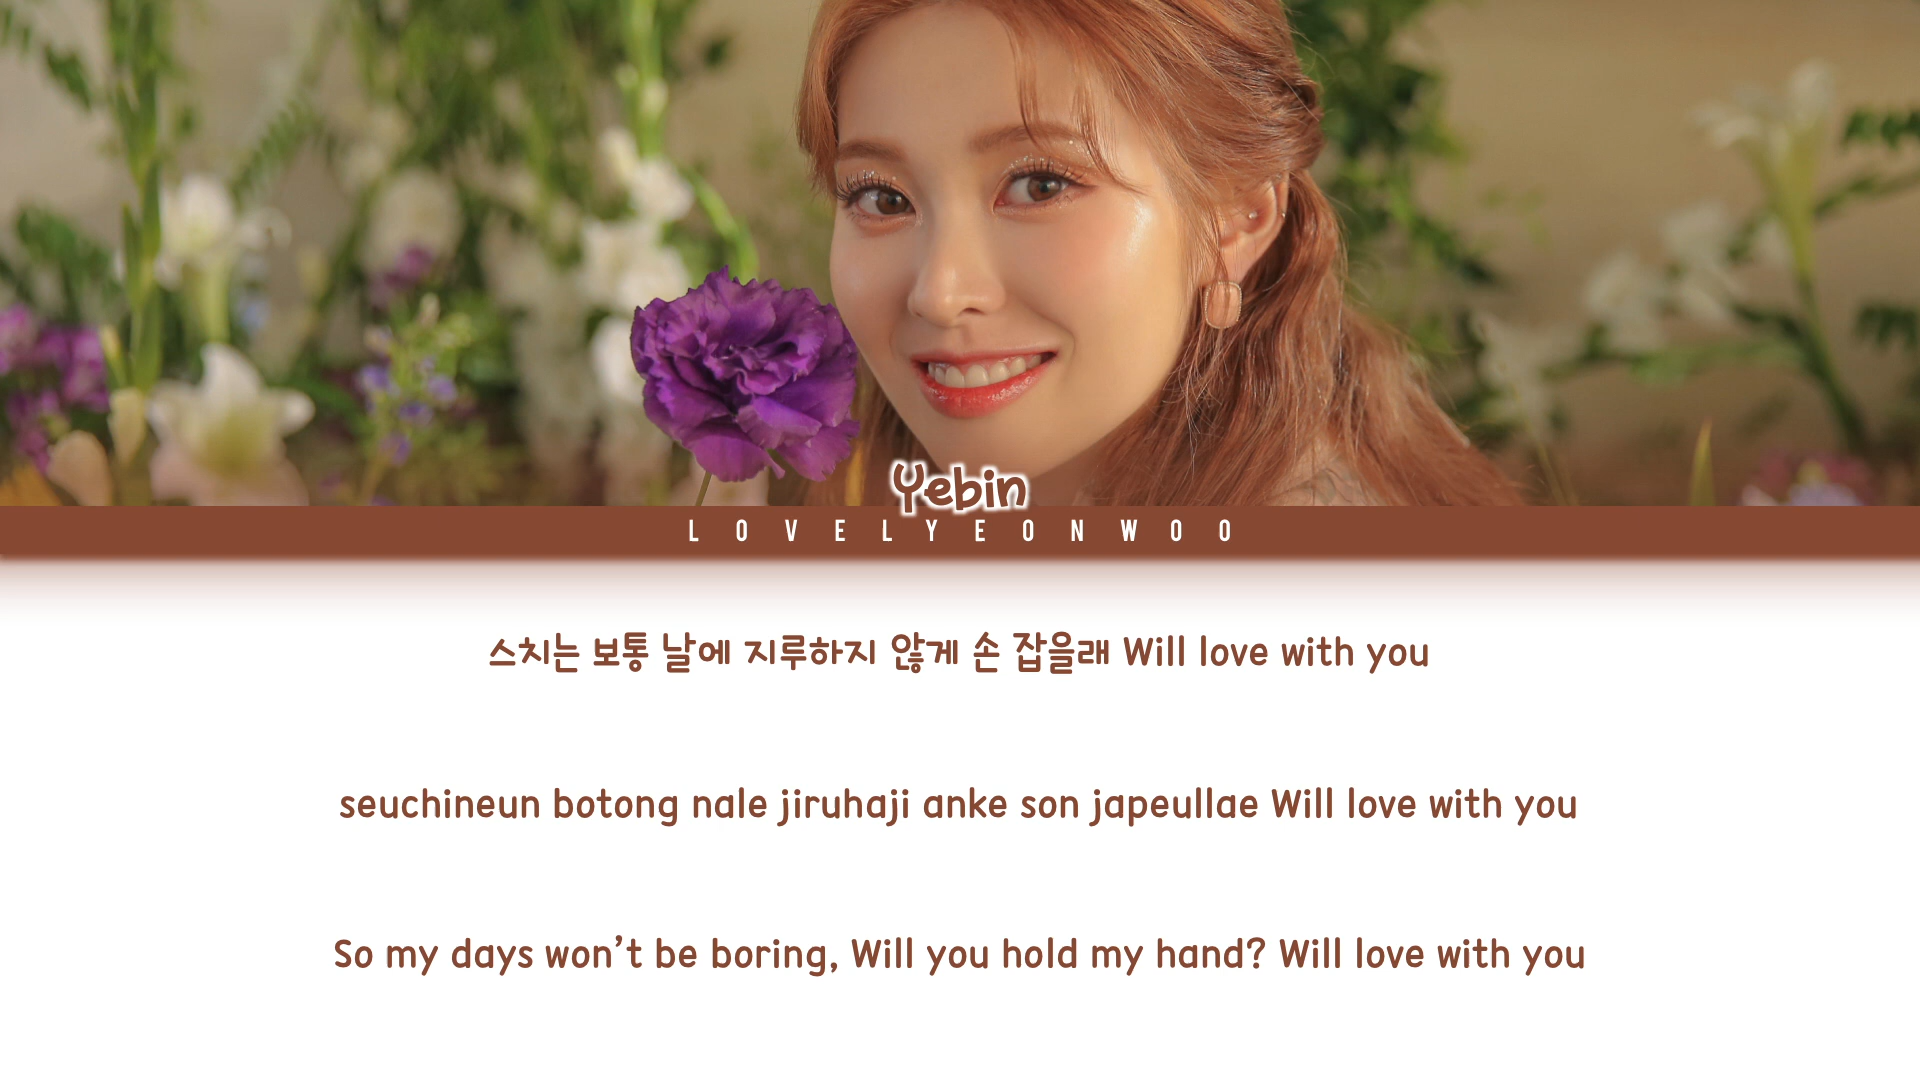 Yebin
LOVELYEONWOO
스치는 보통 날에 지루하지 않게 손 잡을래 Will love with you
seuchineun botong nale jiruhaji anke son japeullae Will love with you
So my days won’t be boring, Will you hold my hand? Will love with you